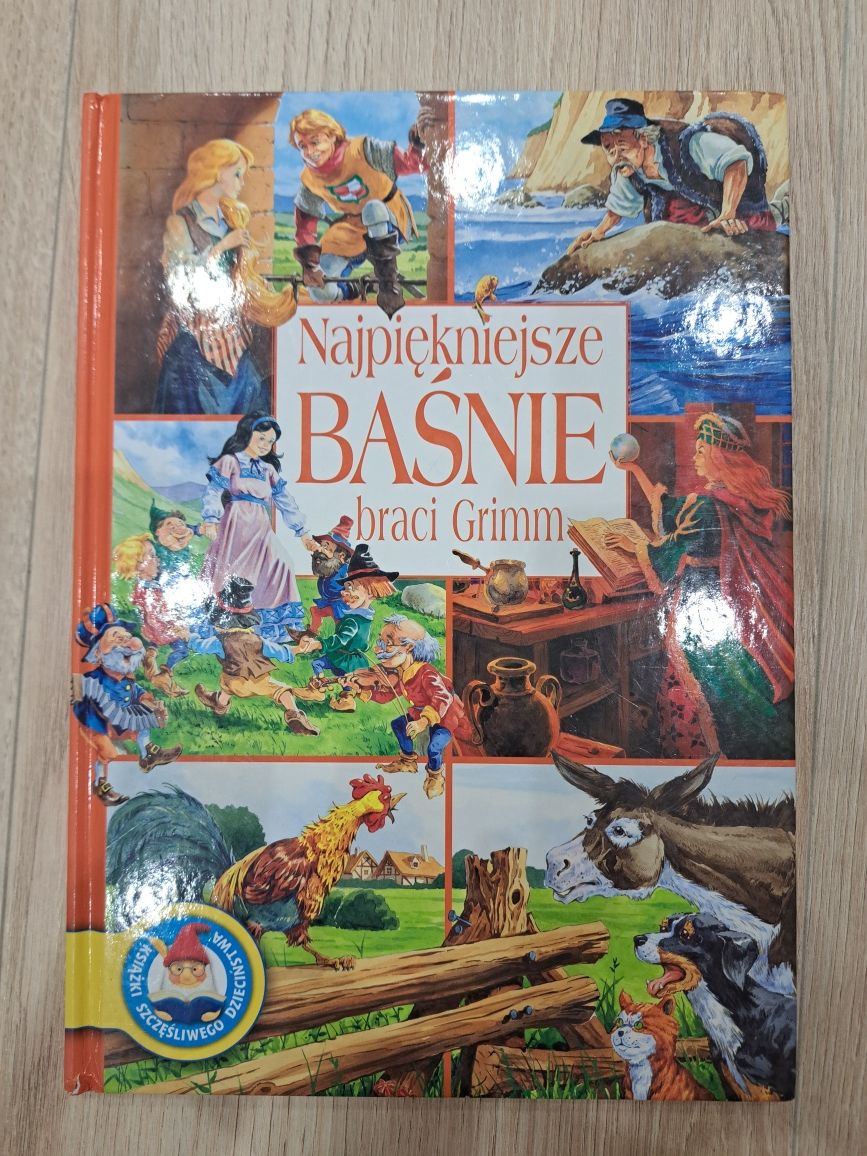 Najpiękniejsze
BAŚNIE
braci Grimm
KSIĄŻKI SZCZĘŚLIWEGO DZIECIŃSTWA